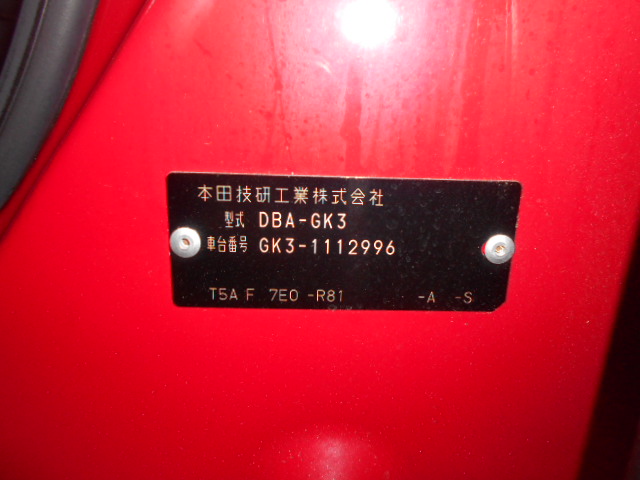 本田技研工業株式会社
型式 DBA-GK3
車台番号 GK3-1112996
T5A F 7E0 -R81 -A -S